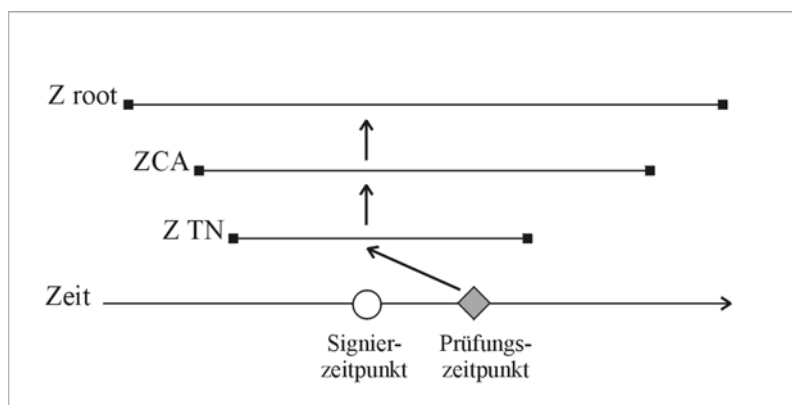 Z root
ZCA
Z TN
Zeit
Signier-
zeitpunkt
Prüfungs-
zeitpunkt